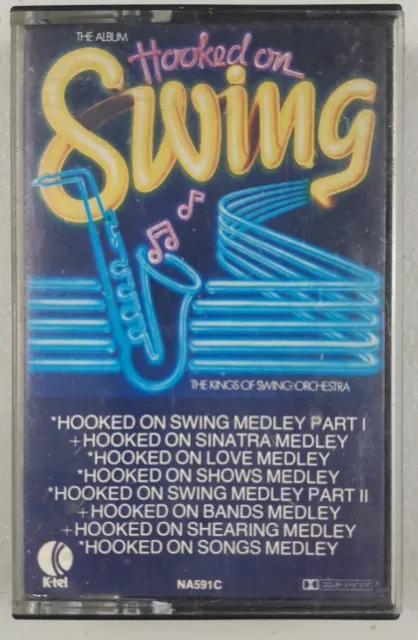 THE ALBUM
Hooked on
Swing
THE KINGS OF SWING ORCHESTRA
*HOOKED ON SWING MEDLEY PART I
+HOOKED ON SINATRA MEDLEY
*HOOKED ON LOVE MEDLEY
*HOOKED ON SHOWS MEDLEY
*HOOKED ON SWING MEDLEY PART II
+HOOKED ON BANDS MEDLEY
+HOOKED ON SHEARING MEDLEY
*HOOKED ON SONGS MEDLEY
K-tel
NA591C
DOLBY SYSTEM